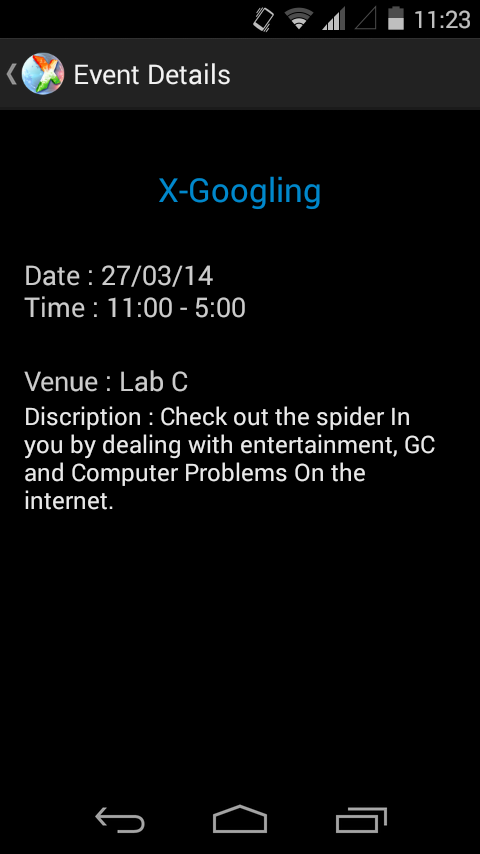 11:23
Event Details
X-Googling
Date : 27/03/14
Time : 11:00 - 5:00
Venue : Lab C
Discription : Check out the spider In
you by dealing with entertainment, GC
and Computer Problems On the
internet.